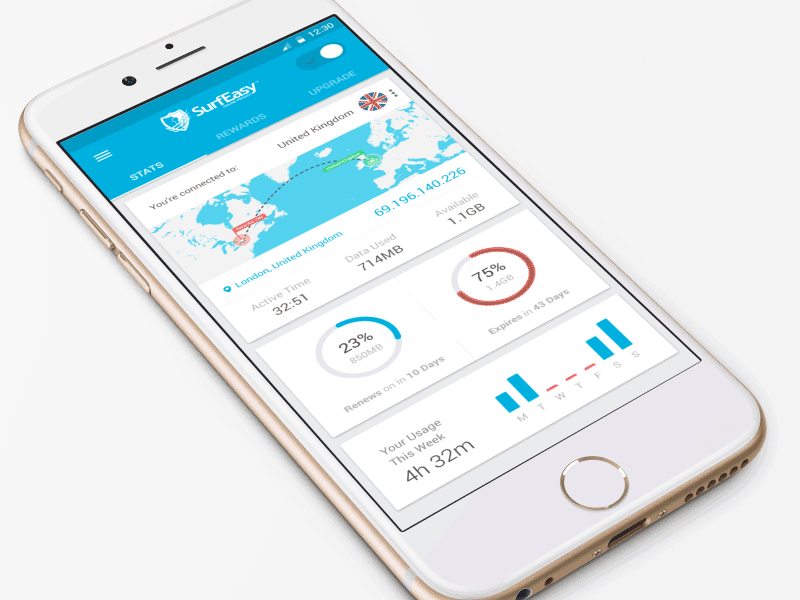 12:30
SurfEasy
STATS
REWARDS
UPGRADE
You're connected to:
United Kingdom
London, United Kingdom
69.196.140.226
Active Time
32:51
Data Used
714MB
Available
1.1GB
23%
850MB
Renews on in 10 Days
75%
1.4GB
Expires in 43 Days
Your Usage
This Week
4h 32m
M T W T F S S